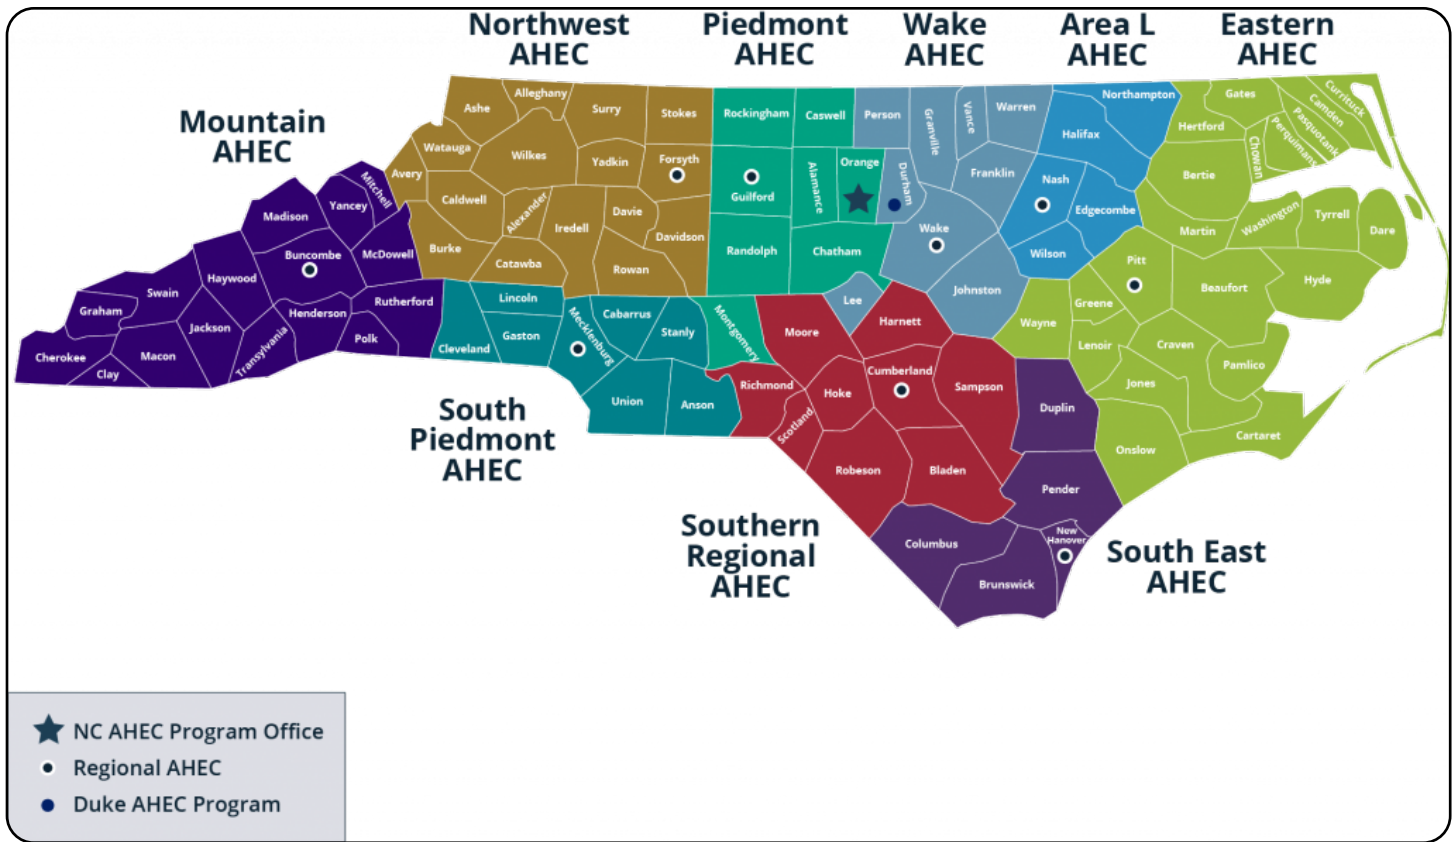 Northwest
AHEC
Piedmont
AHEC
Wake
AHEC
Area L
AHEC
Eastern
AHEC
Mountain
AHEC
South
Piedmont
AHEC
Southern
Regional
AHEC
South East
AHEC
Cherokee
Graham
Clay
Swain
Macon
Haywood
Jackson
Transylvania
Madison
Buncombe
Henderson
Yancey
Mitchell
McDowell
Rutherford
Polk
Ashe
Alleghany
Surry
Stokes
Watauga
Wilkes
Yadkin
Forsyth
Avery
Caldwell
Alexander
Iredell
Davie
Davidson
Burke
Catawba
Rowan
Cleveland
Lincoln
Gaston
Mecklenburg
Cabarrus
Stanly
Union
Anson
Rockingham
Caswell
Guilford
Alamance
Orange
Randolph
Chatham
Montgomery
Person
Granville
Vance
Warren
Durham
Franklin
Wake
Johnston
Lee
Northampton
Halifax
Nash
Edgecombe
Wilson
Moore
Harnett
Richmond
Scotland
Hoke
Cumberland
Sampson
Robeson
Bladen
Duplin
Pender
New
Hanover
Columbus
Brunswick
Gates
Hertford
Currituck
Camden
Pasquotank
Perquimans
Chowan
Bertie
Martin
Washington
Tyrrell
Dare
Pitt
Beaufort
Hyde
Greene
Wayne
Lenoir
Craven
Pamlico
Jones
Onslow
Cartaret
NC AHEC Program Office
Regional AHEC
Duke AHEC Program